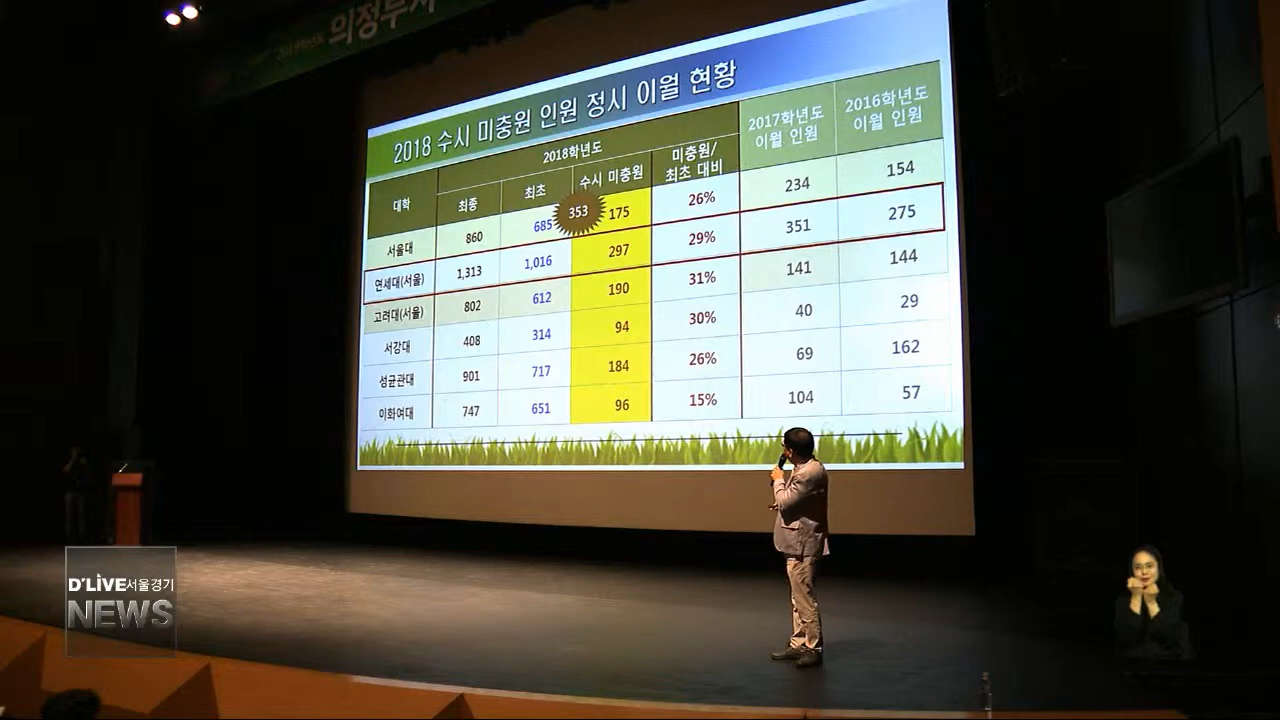 의정부시
2018 수시 미충원 인원 정시 이월 현황
대학 2018학년도 2017학년도 이월 인원 2016학년도 이월 인원
최종 최초 수시 미충원 미충원/최초 대비
353
서울대 860 685 175 26% 234 154
연세대(서울) 1,313 1,016 297 29% 351 275
고려대(서울) 802 612 190 31% 141 144
서강대 408 314 94 30% 40 29
성균관대 901 717 184 26% 69 162
이화여대 747 651 96 15% 104 57
D'LIVE서울경기
NEWS